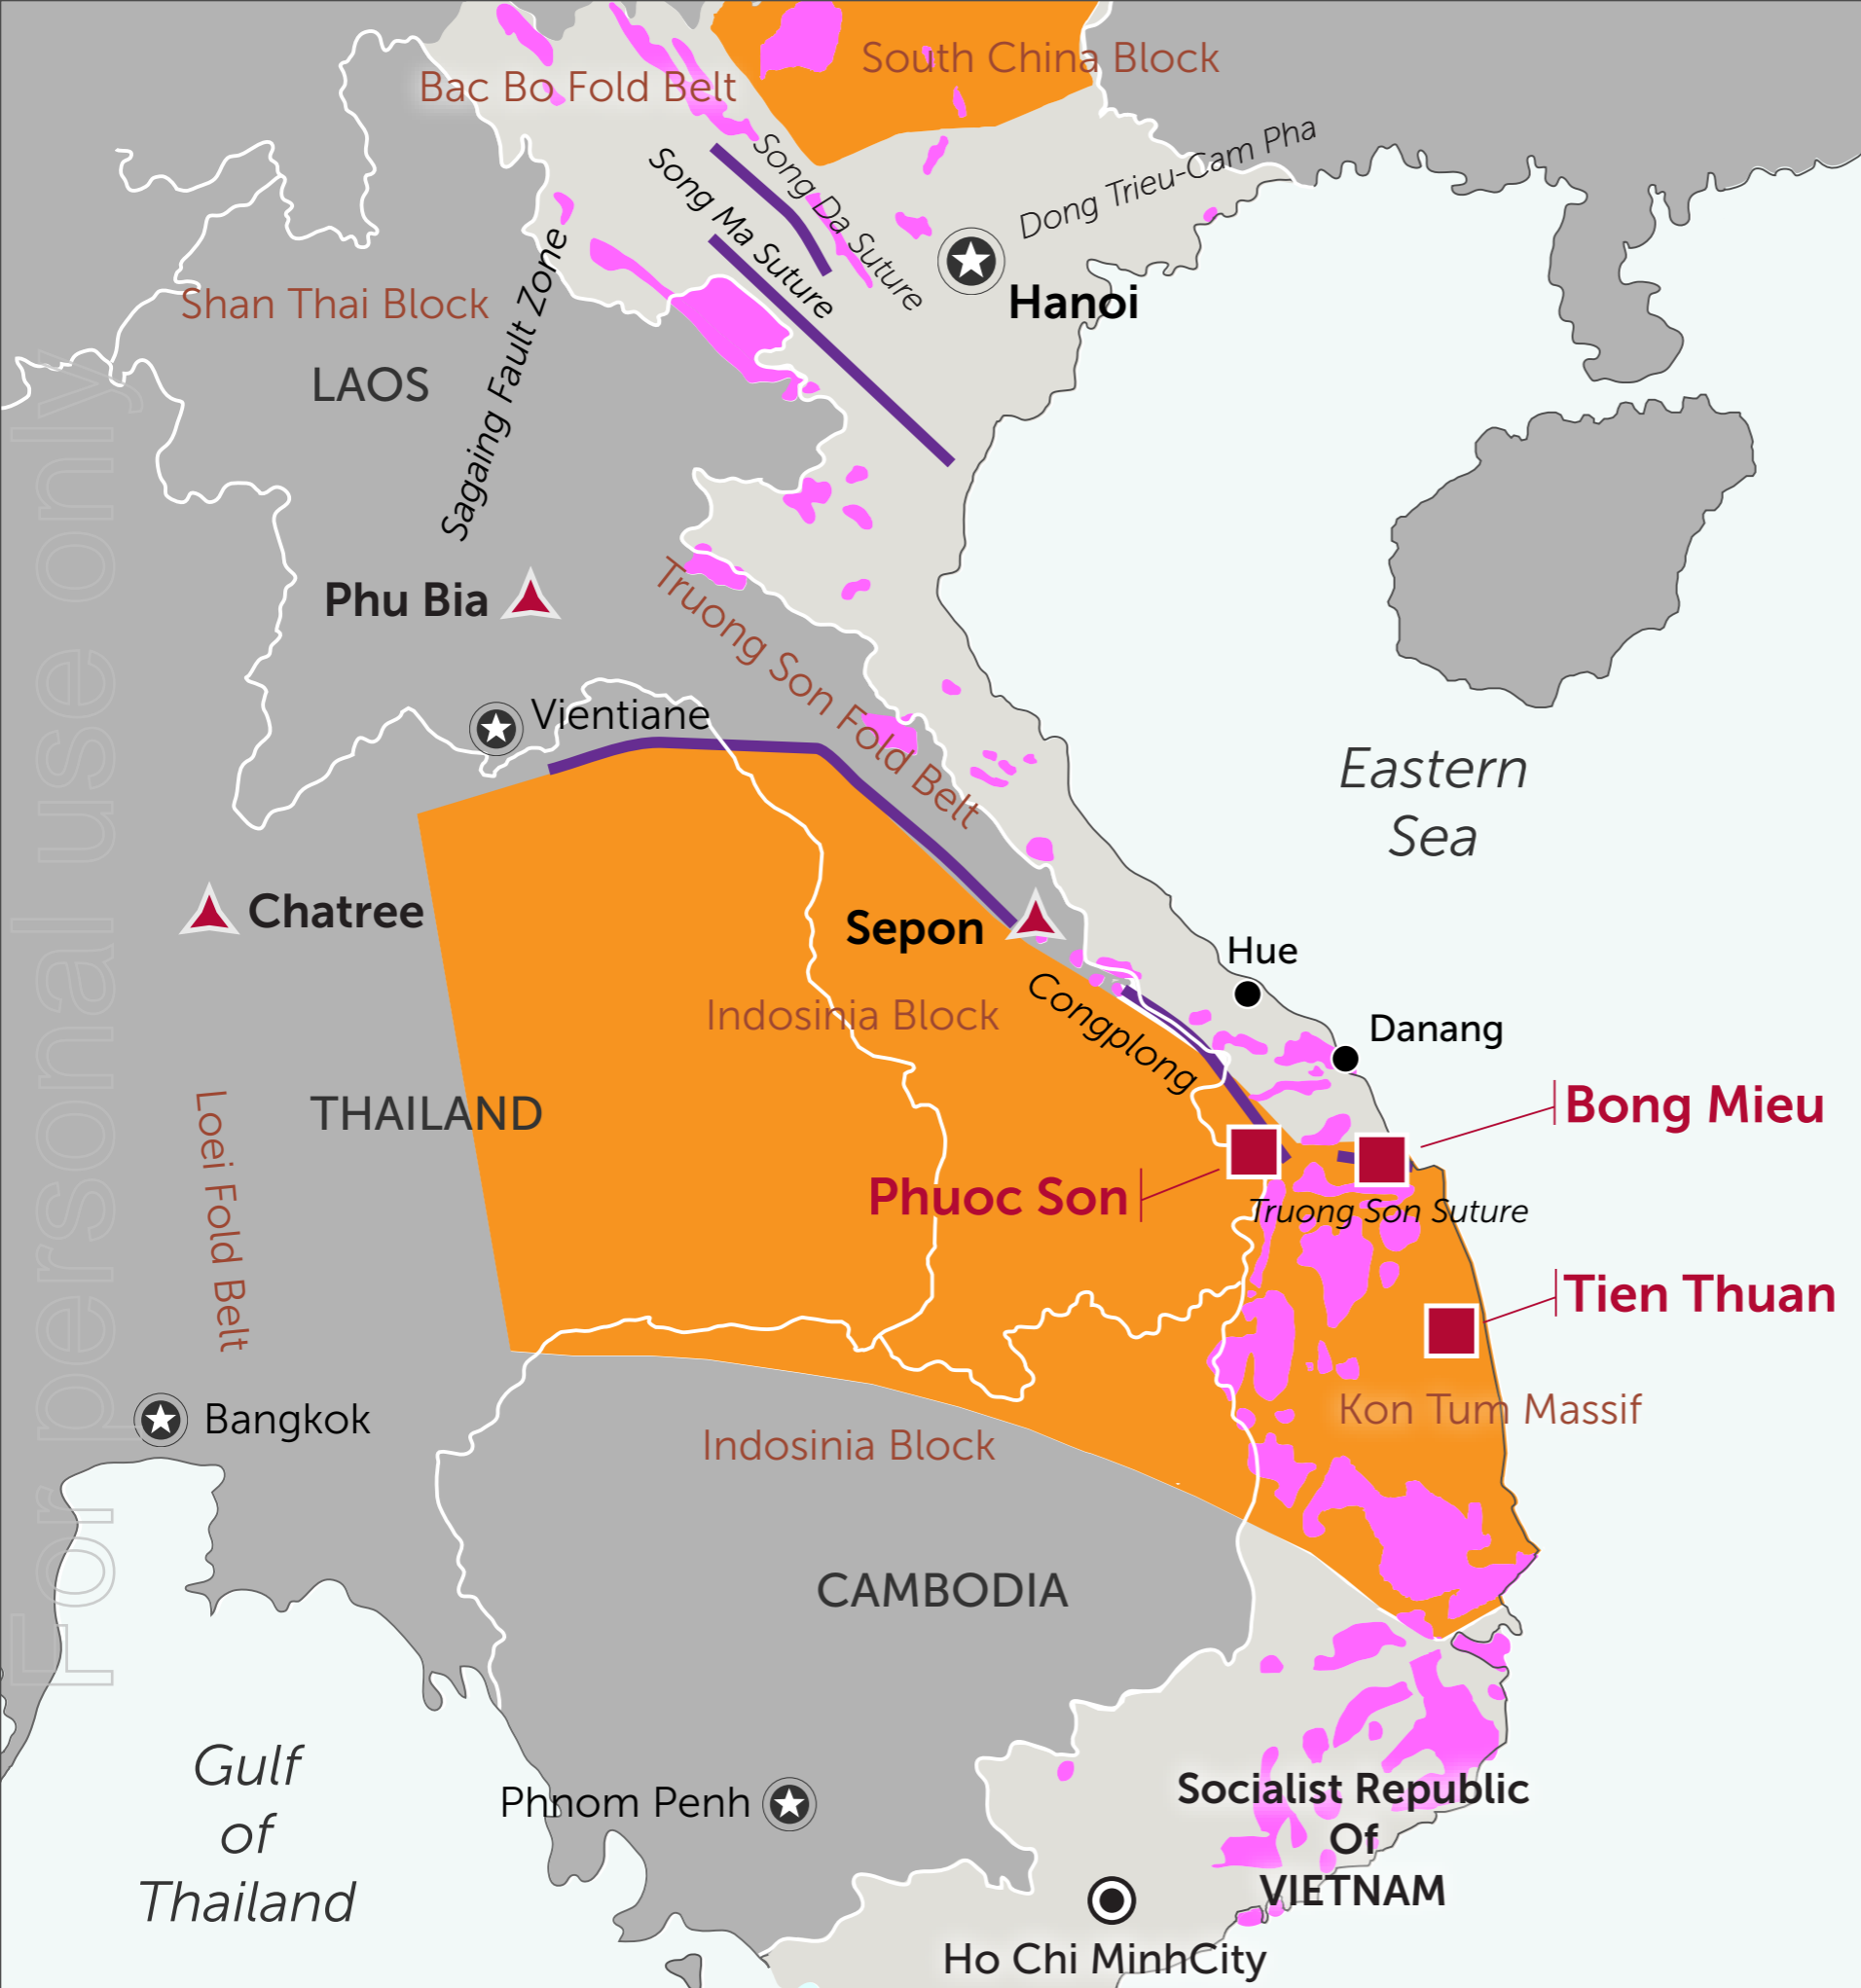 South China Block
Bac Bo Fold Belt
Song Da Suture
Song Ma Suture
Dong Trieu-Cam Pha
Hanoi
Shan Thai Block
LAOS
Sagaing Fault Zone
Phu Bia
Truong Son Fold Belt
Vientiane
Eastern
Sea
Chatree
Sepon
Hue
Indosinia Block
Congplong
Danang
THAILAND
Bong Mieu
Loei Fold Belt
Phuoc Son
Truong Son Suture
Tien Thuan
Bangkok
Kon Tum Massif
Indosinia Block
CAMBODIA
Gulf
of
Thailand
Phnom Penh
Socialist Republic
Of
VIETNAM
Ho Chi MinhCity
For personal use only